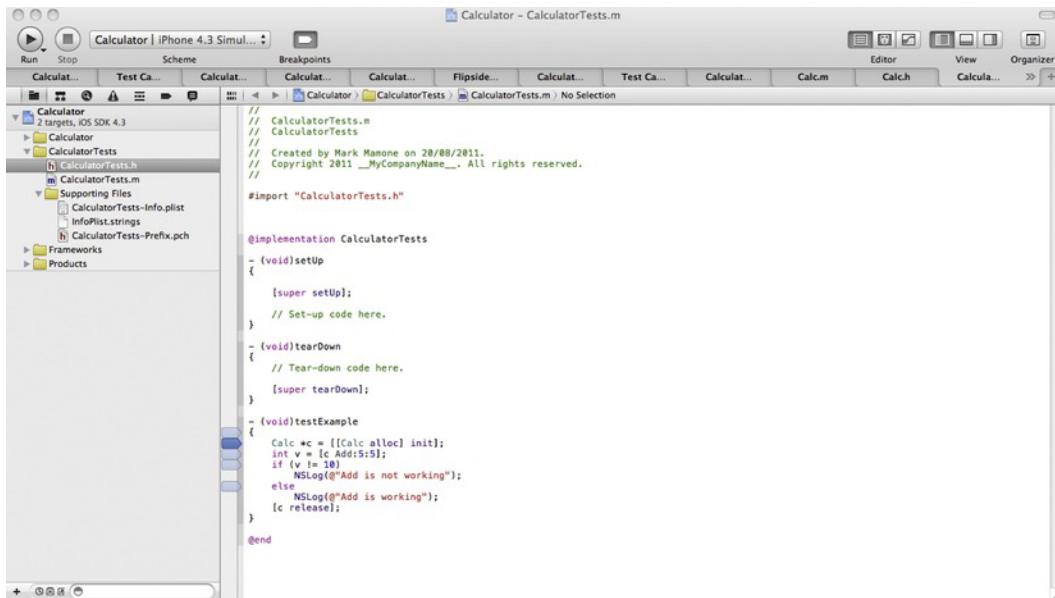 Calculator - CalculatorTests.m
Calculator | iPhone 4.3 Simul...
Run Stop Scheme Breakpoints Editor View Organizer
Calculat... Test Ca... Calculat... Calculat... Calculat... Flipside... Calculat... Test Ca... Calculat... Calc.m Calc.h Calcula...
Calculator
2 targets, iOS SDK 4.3
Calculator
CalculatorTests
CalculatorTests.h
CalculatorTests.m
Supporting Files
CalculatorTests-Info.plist
InfoPlist.strings
CalculatorTests-Prefix.pch
Frameworks
Products
Calculator CalculatorTests CalculatorTests.m No Selection
//
// CalculatorTests.m
// CalculatorTests
//
// Created by Mark Mamone on 20/08/2011.
// Copyright 2011 __MyCompanyName__. All rights reserved.
//
#import "CalculatorTests.h"
@implementation CalculatorTests
- (void)setUp
{
[super setUp];
// Set-up code here.
}
- (void)tearDown
{
// Tear-down code here.
[super tearDown];
}
- (void)testExample
{
Calc *c = [[Calc alloc] init];
int v = [c Add:5:5];
if (v != 10)
NSLog(@"Add is not working");
else
NSLog(@"Add is working");
[c release];
}
@end